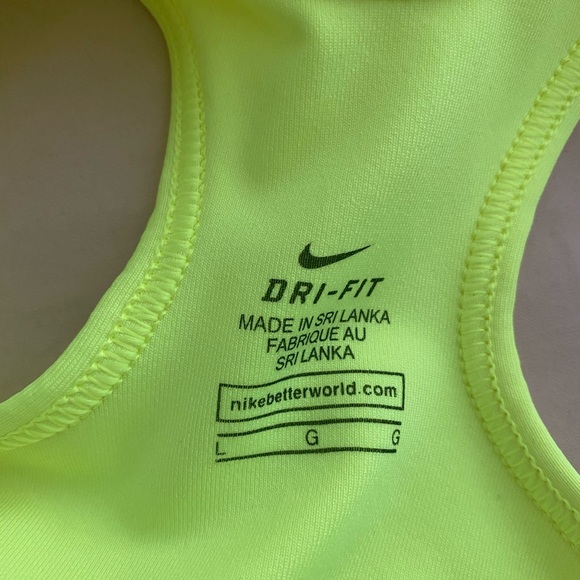 DRI-FIT
MADE IN SRI LANKA
FABRIQUE AU
SRI LANKA
nikebetterworld.com
L G G